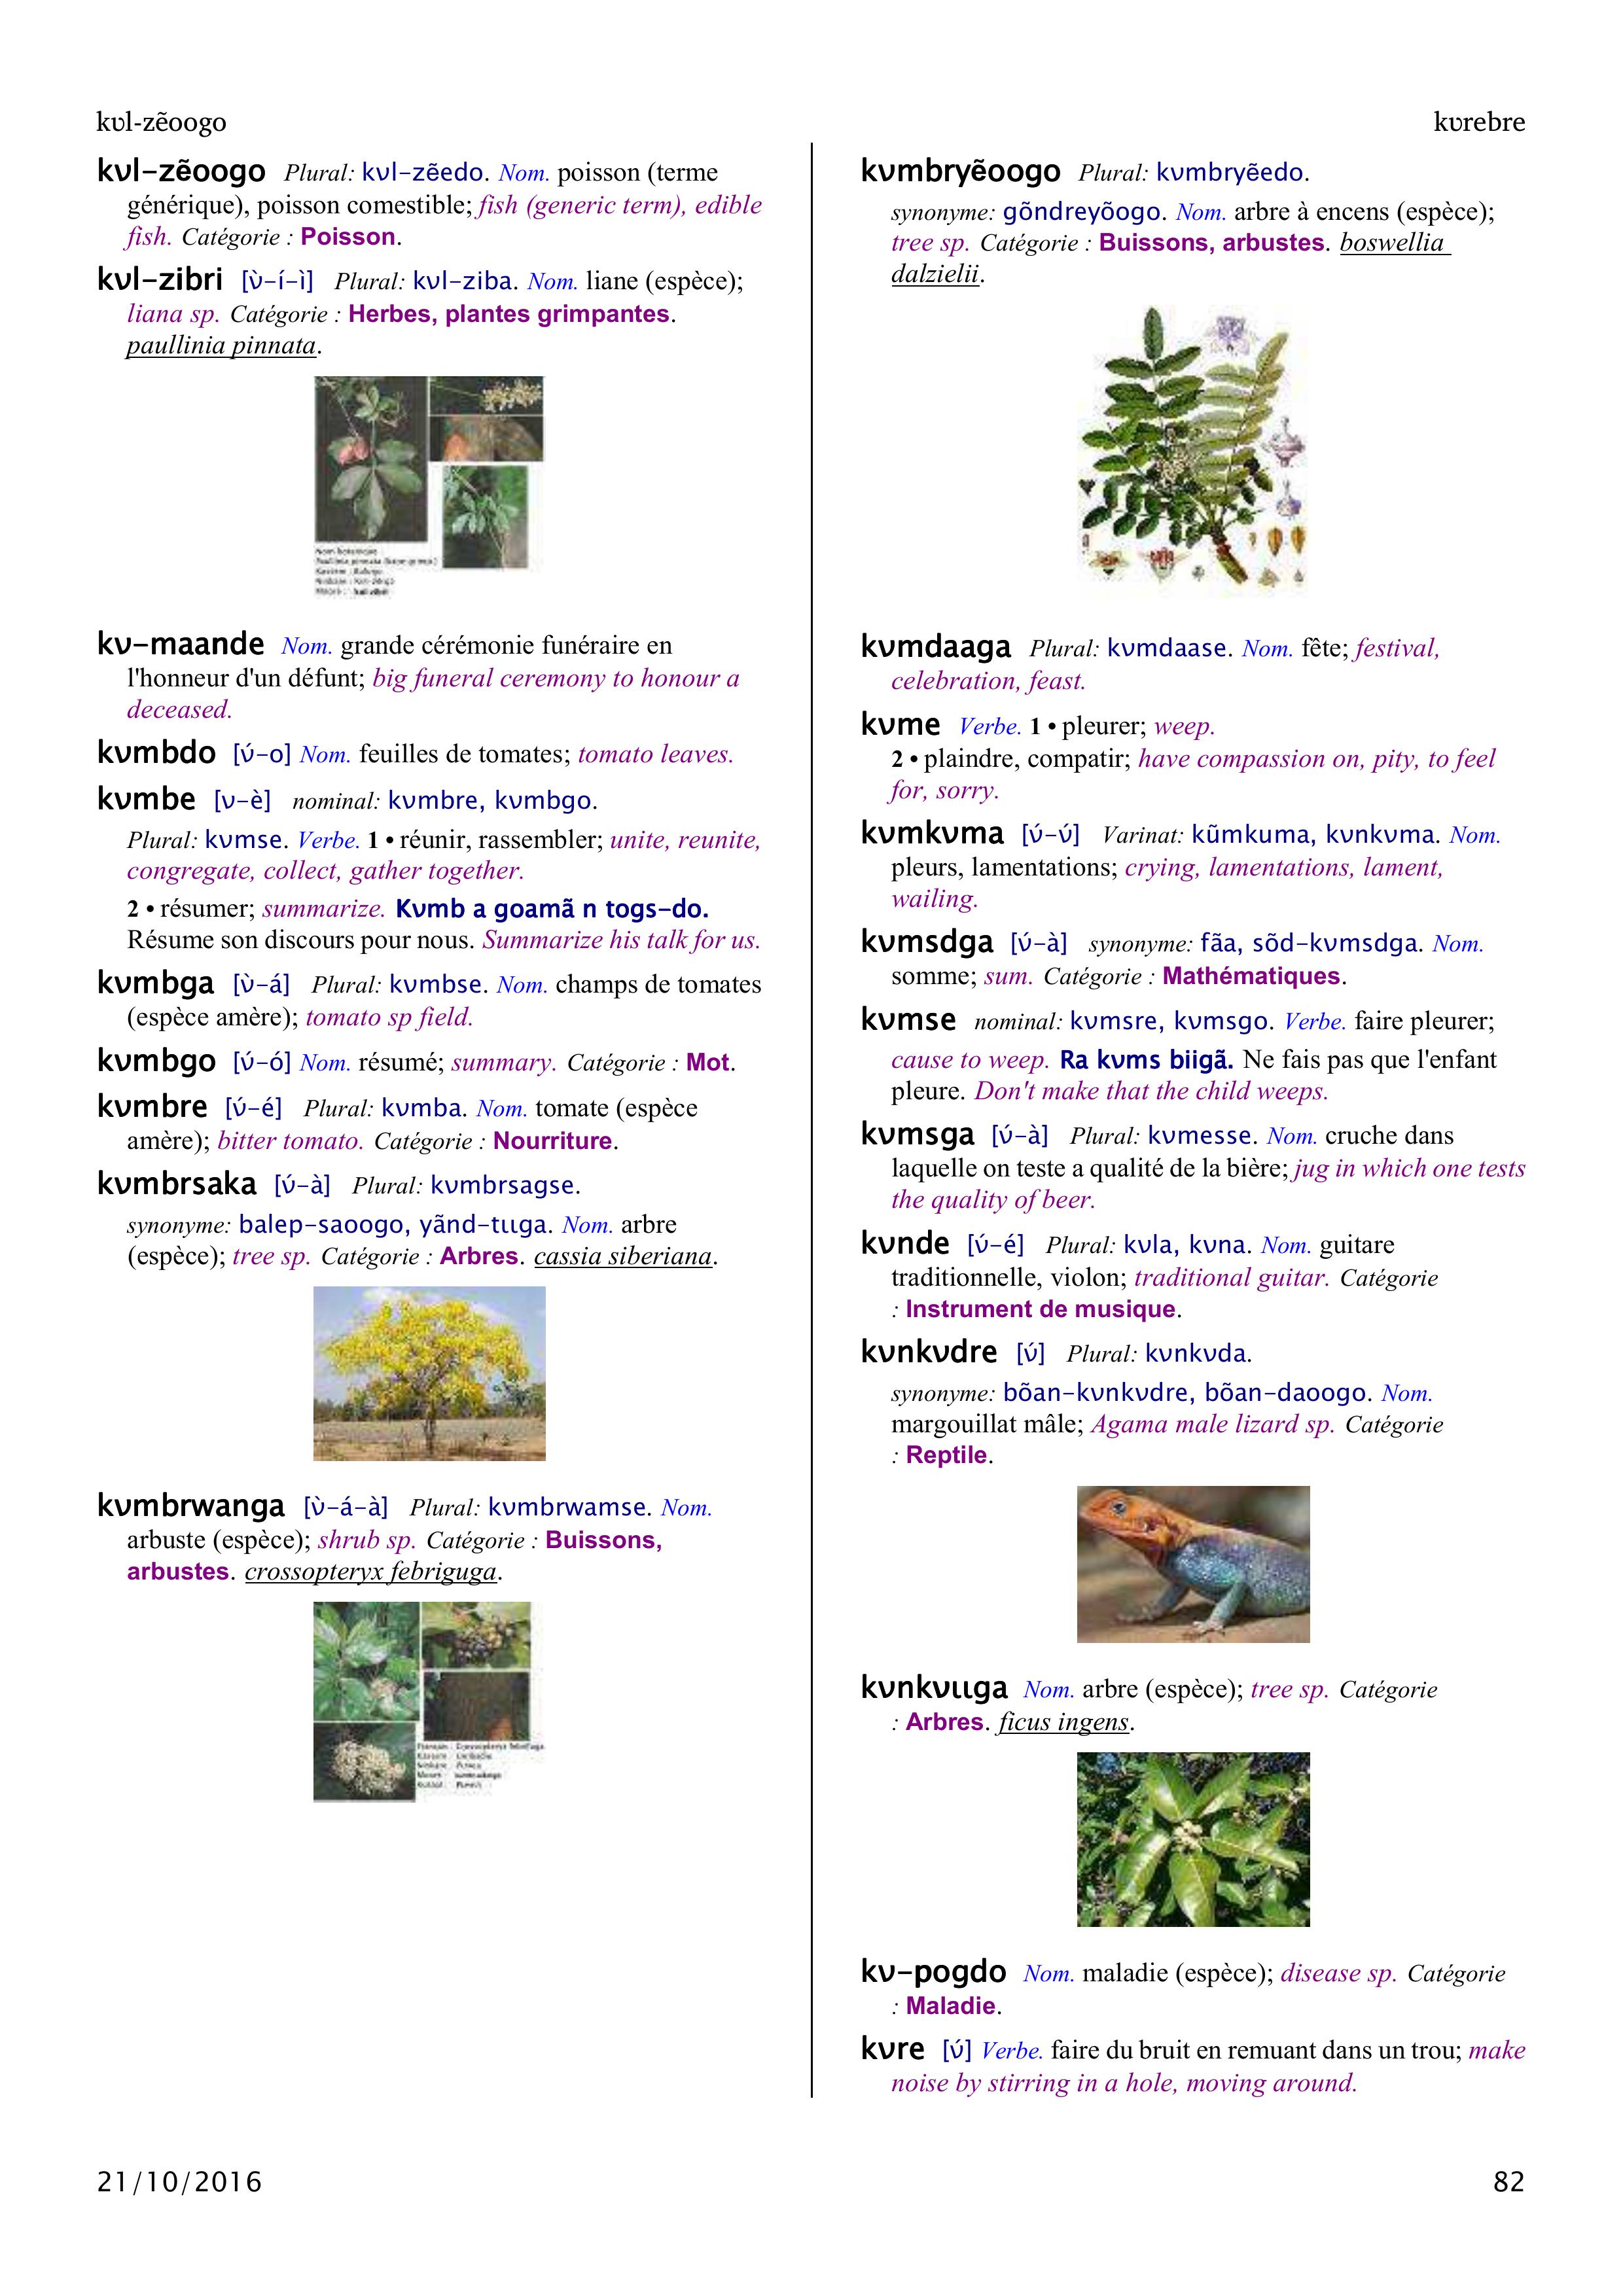 kʋl-zẽoogo
kʋrebre
kʋl-zẽoogo Plural: kʋl-zẽedo. Nom. poisson (terme
générique), poisson comestible; fish (generic term), edible
fish. Catégorie : Poisson.
kʋl-zibri [ʋ̀-í-ì] Plural: kʋl-ziba. Nom. liane (espèce);
liana sp. Catégorie : Herbes, plantes grimpantes.
paullinia pinnata.
kʋ-maande Nom. grande cérémonie funéraire en
l'honneur d'un défunt; big funeral ceremony to honour a
deceased.
kʋmbdo [ʋ́-o] Nom. feuilles de tomates; tomato leaves.
kʋmbe [ʋ-è] nominal: kʋmbre, kʋmbgo.
Plural: kʋmse. Verbe. 1 • réunir, rassembler; unite, reunite,
congregate, collect, gather together.
2 • résumer; summarize. Kʋmb a goamã n togs-do.
Résume son discours pour nous. Summarize his talk for us.
kʋmbga [ʋ̀-á] Plural: kʋmbse. Nom. champs de tomates
(espèce amère); tomato sp field.
kʋmbgo [ʋ́-ó] Nom. résumé; summary. Catégorie : Mot.
kʋmbre [ʋ́-é] Plural: kʋmba. Nom. tomate (espèce
amère); bitter tomato. Catégorie : Nourriture.
kʋmbrsaka [ʋ́-à] Plural: kʋmbrsagse.
synonyme: balep-saoogo, yãnd-tɩɩga. Nom. arbre
(espèce); tree sp. Catégorie : Arbres. cassia siberiana.
kʋmbrwanga [ʋ̀-á-à] Plural: kʋmbrwamse. Nom.
arbuste (espèce); shrub sp. Catégorie : Buissons,
arbustes. crossopteryx febriguga.
kʋmbryẽoogo Plural: kʋmbryẽedo.
synonyme: gõndreyõogo. Nom. arbre à encens (espèce);
tree sp. Catégorie : Buissons, arbustes. boswellia
dalzielii.
kʋmdaaga Plural: kʋmdaase. Nom. fête; festival,
celebration, feast.
kʋme Verbe. 1 • pleurer; weep.
2 • plaindre, compatir; have compassion on, pity, to feel
for, sorry.
kʋmkʋma [ʋ́-ʋ́] Varinat: kũmkuma, kʋnkʋma. Nom.
pleurs, lamentations; crying, lamentations, lament,
wailing.
kʋmsdga [ʋ́-à] synonyme: fãa, sõd-kʋmsdga. Nom.
somme; sum. Catégorie : Mathématiques.
kʋmse nominal: kʋmsre, kʋmsgo. Verbe. faire pleurer;
cause to weep. Ra kʋms biigã. Ne fais pas que l'enfant
pleure. Don't make that the child weeps.
kʋmsga [ʋ́-à] Plural: kʋmesse. Nom. cruche dans
laquelle on teste a qualité de la bière; jug in which one tests
the quality of beer.
kʋnde [ʋ́-é] Plural: kʋla, kʋna. Nom. guitare
traditionnelle, violon; traditional guitar. Catégorie
: Instrument de musique.
kʋnkʋdre [ʋ́] Plural: kʋnkʋda.
synonyme: bõan-kʋnkʋdre, bõan-daoogo. Nom.
margouillat mâle; Agama male lizard sp. Catégorie
: Reptile.
kʋnkʋɩɩga Nom. arbre (espèce); tree sp. Catégorie
: Arbres. ficus ingens.
kʋ-pogdo Nom. maladie (espèce); disease sp. Catégorie
: Maladie.
kʋre [ʋ́] Verbe. faire du bruit en remuant dans un trou; make
noise by stirring in a hole, moving around.
21/10/2016
82